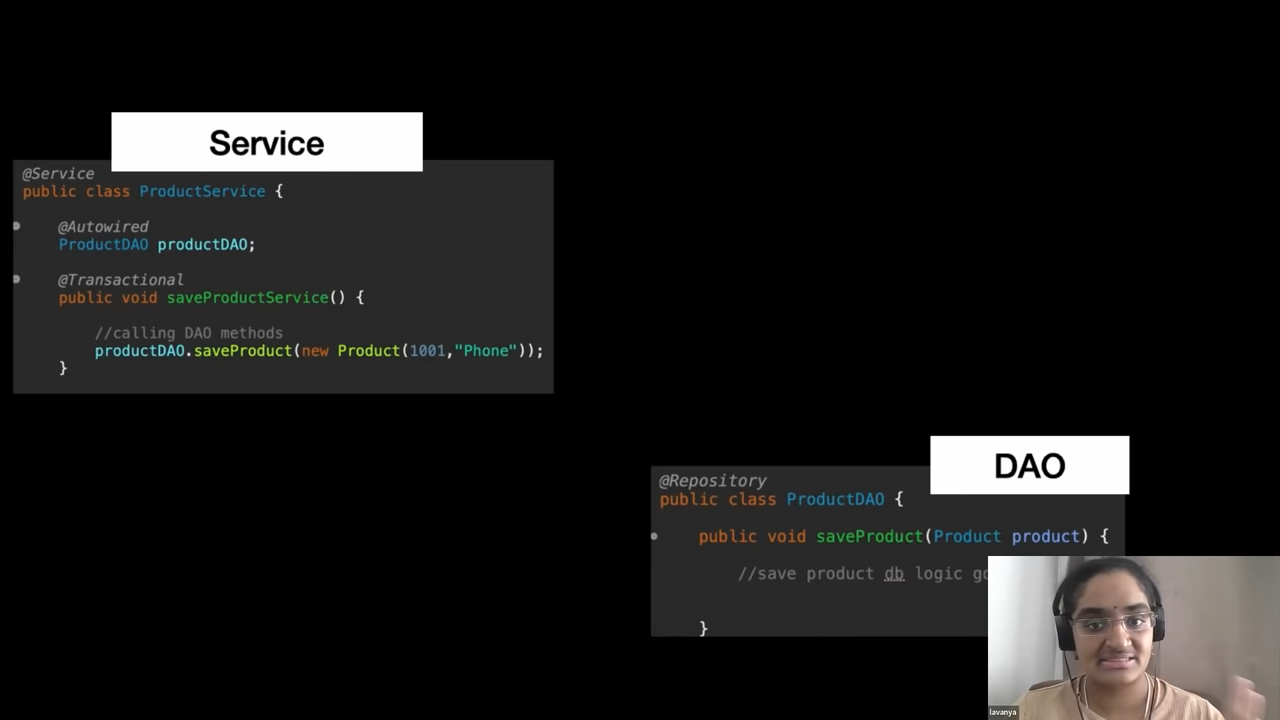 Service
@Service
public class ProductService {
@Autowired
ProductDAO productDAO;
@Transactional
public void saveProductService() {
//calling DAO methods
productDAO.saveProduct(new Product(1001,"Phone"));
}
DAO
@Repository
public class ProductDAO {
public void saveProduct(Product product) {
//save product db logic
}
lavanya